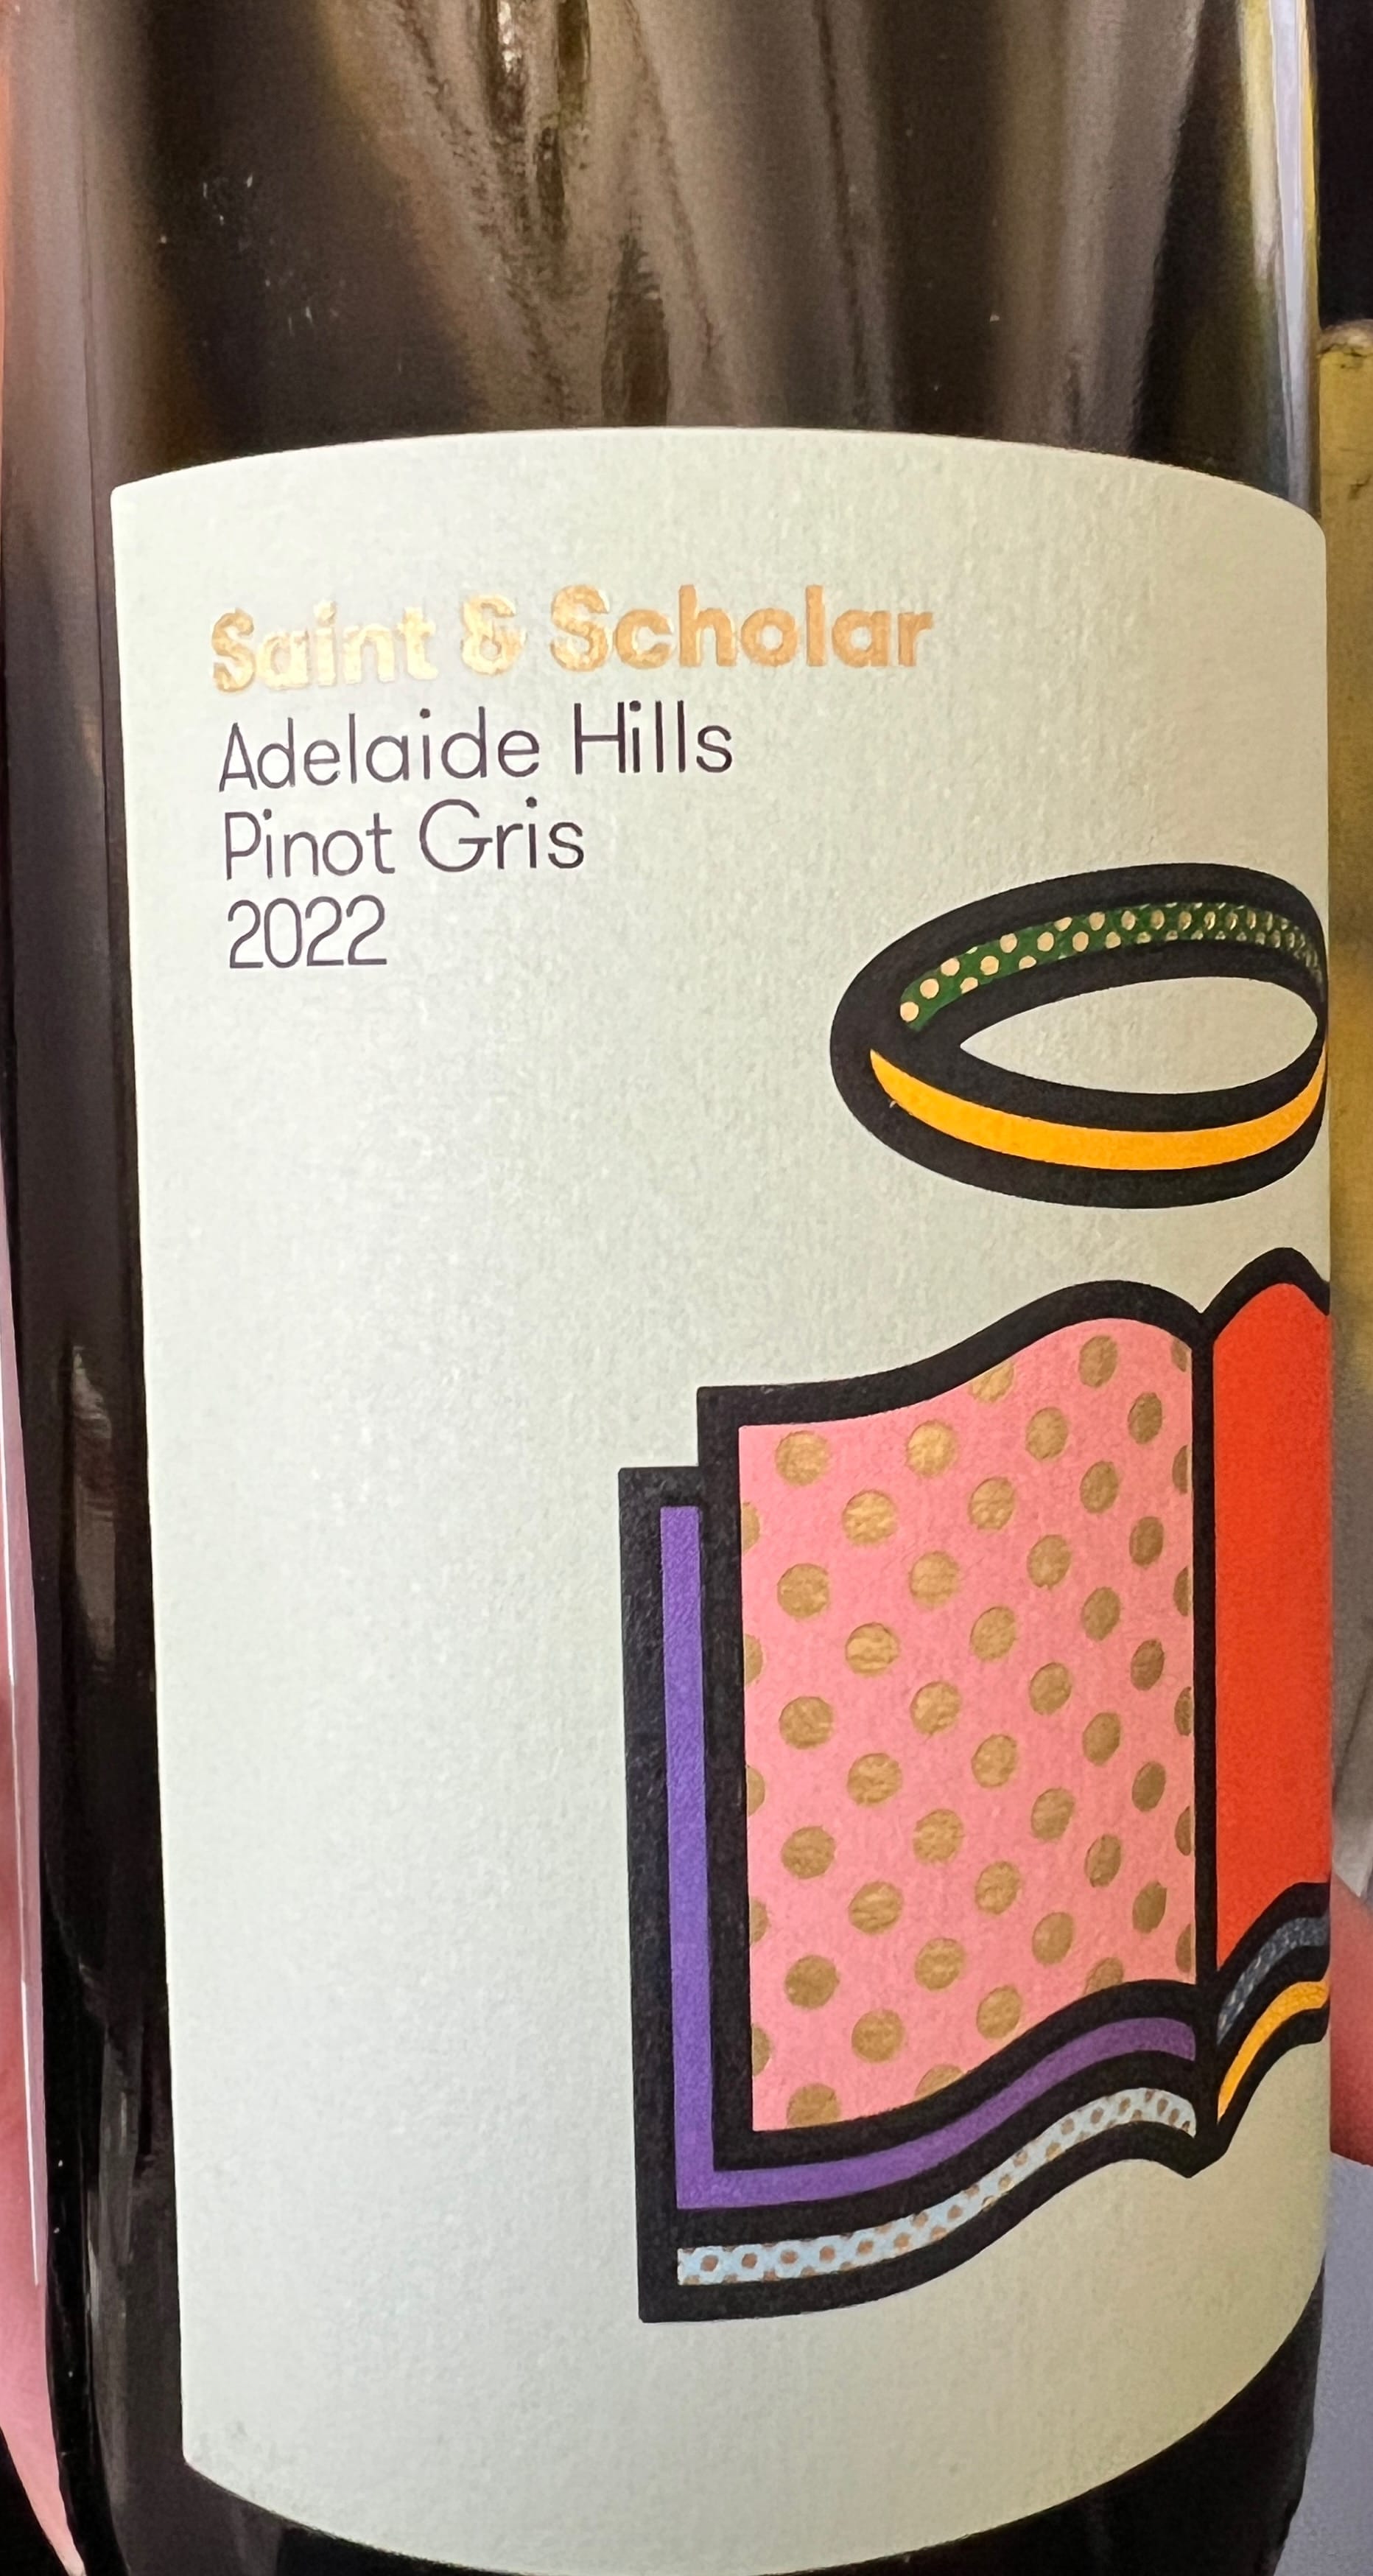 Saint & Scholar
Adelaide Hills
Pinot Gris
2022